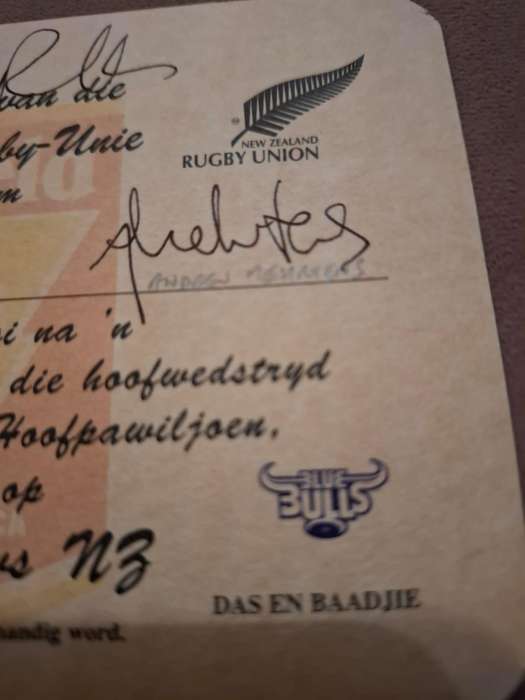 van die
by-Unie
m
NEW ZEALAND
RUGBY UNION
ANDREW MEHRTENS
i na 'n
die hoofwedstryd
Hoofpawiljoen,
op
BLUE
BULLS
NZ
DAS EN BAADJIE
handig word.